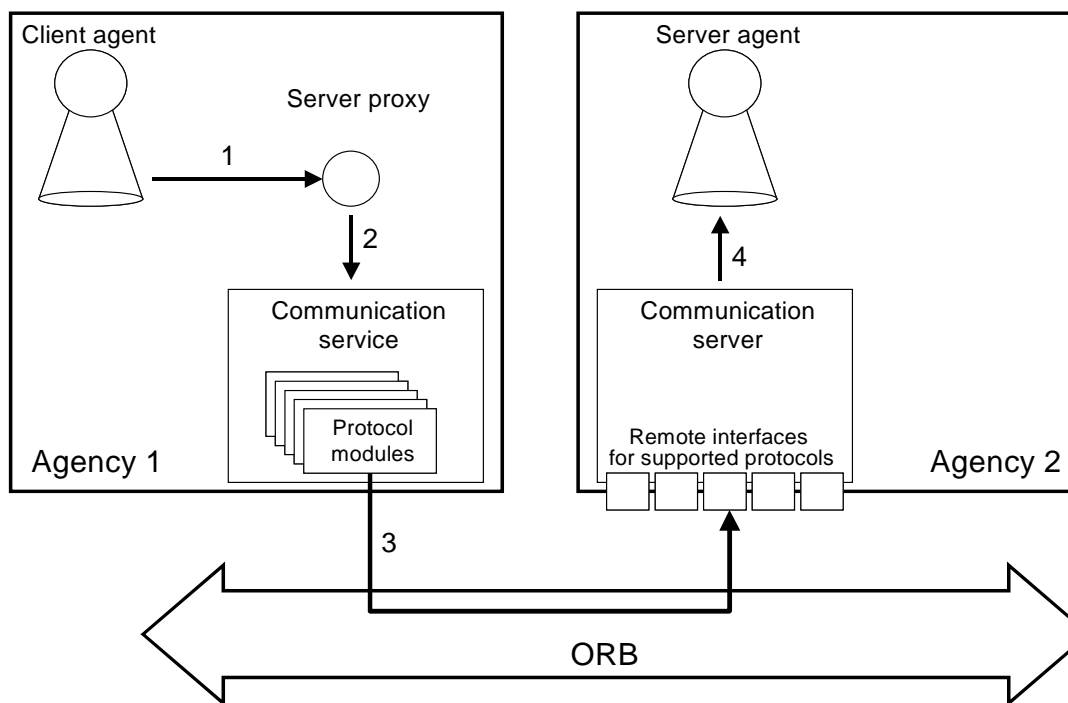 Client agent
Server proxy
1
2
Communication
service
Protocol
modules
Agency 1
3
Server agent
4
Communication
server
Remote interfaces
for supported protocols
Agency 2
ORB